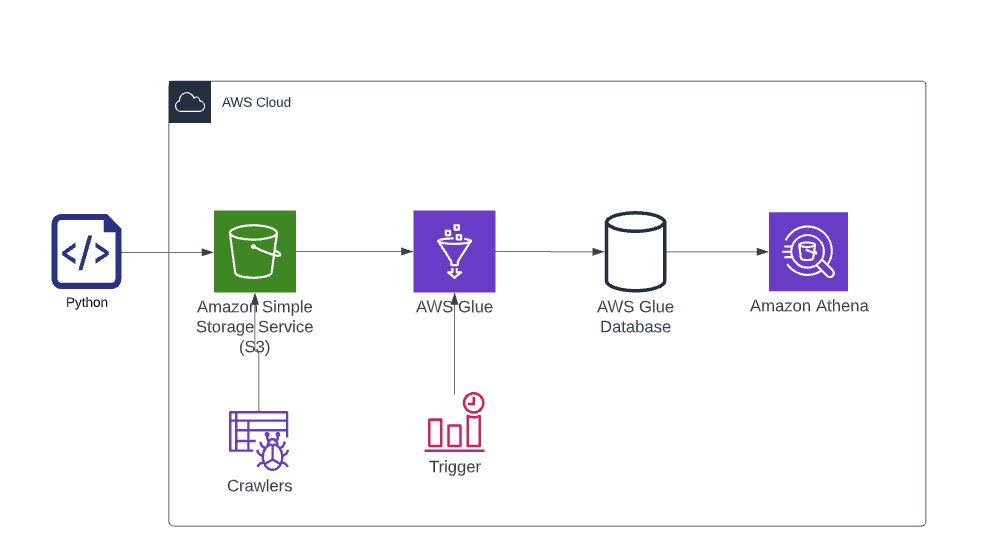 AWS Cloud
</>
Python
Amazon Simple
Storage Service
(S3)
AWS Glue
AWS Glue
Database
Amazon Athena
Crawlers
Trigger